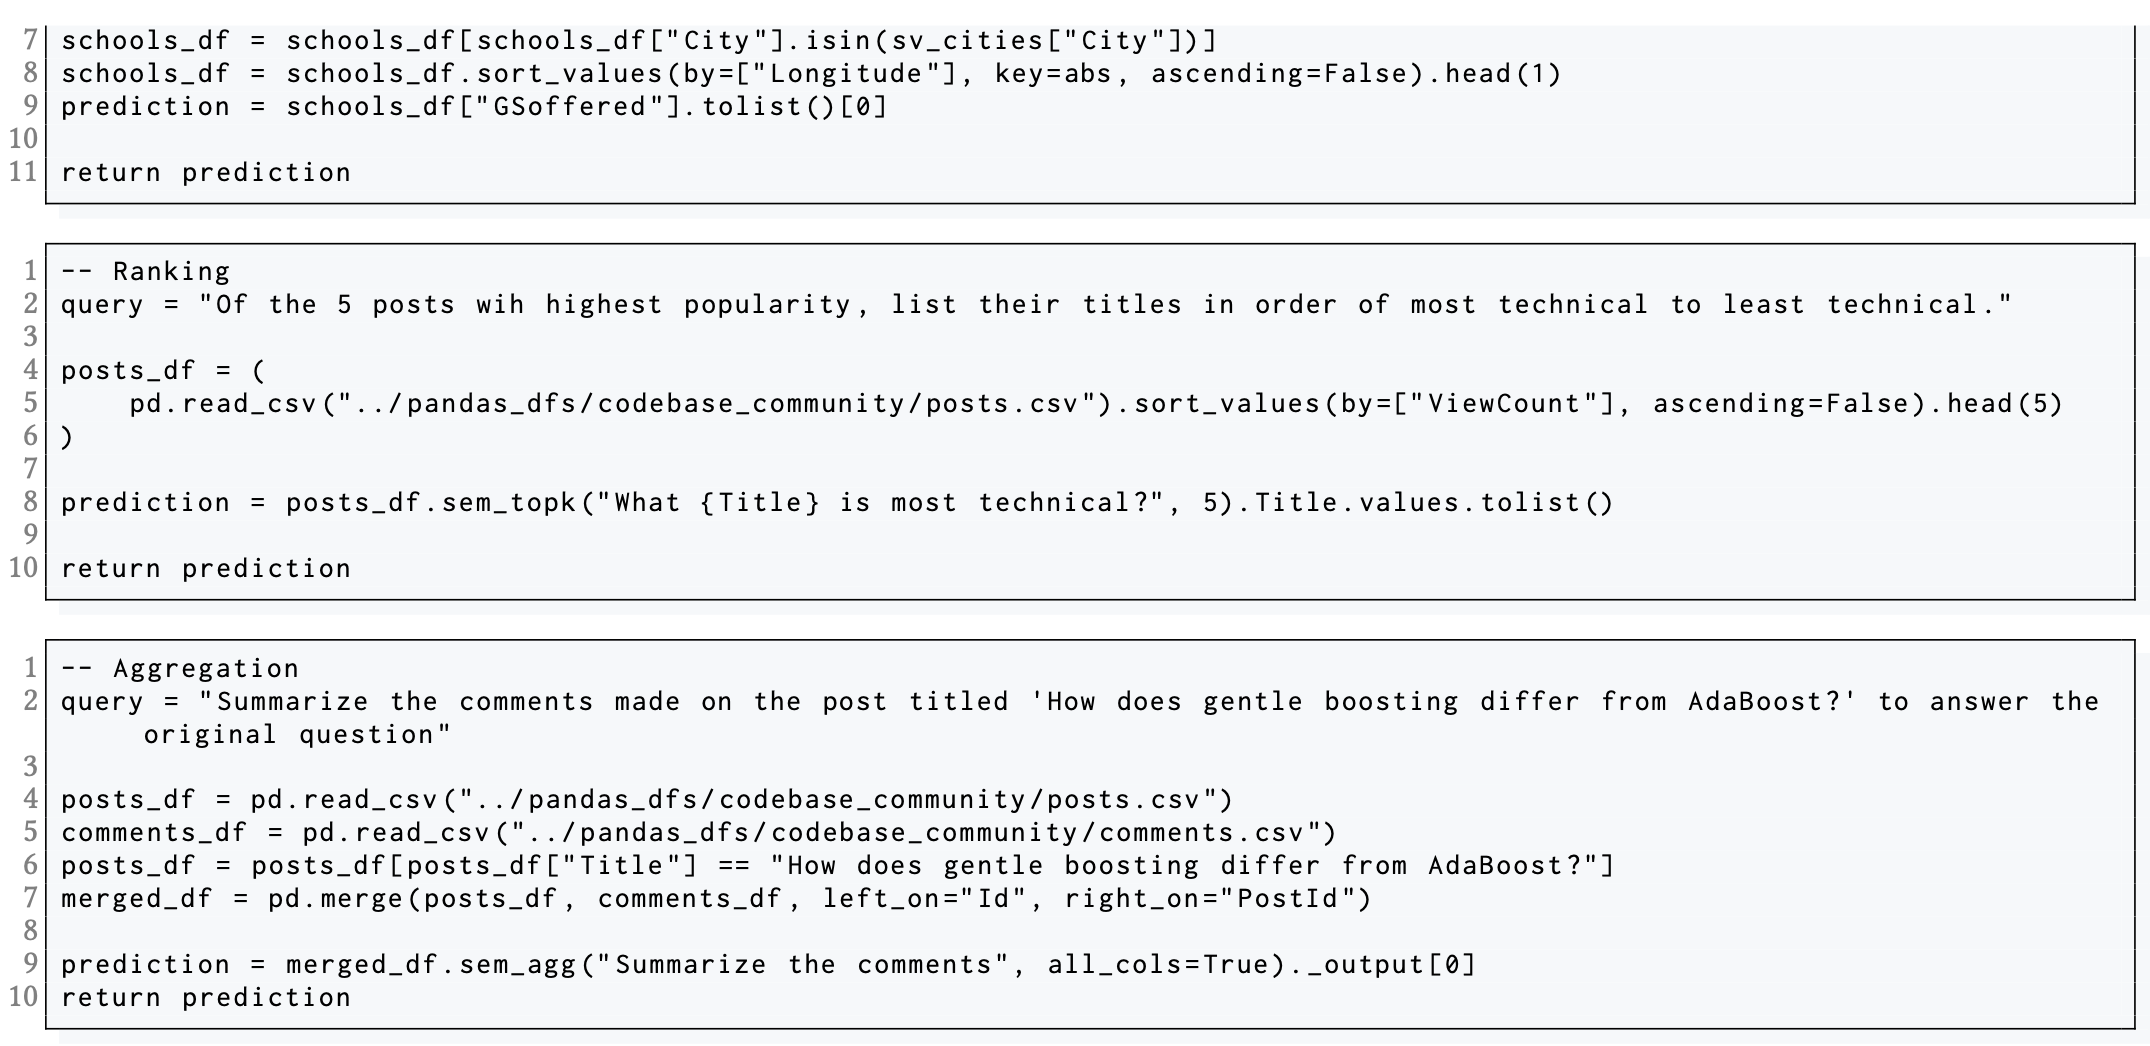 7 schools_df = schools_df[schools_df["City"].isin(sv_cities["City"])]
8 schools_df = schools_df.sort_values(by=["Longitude"], key=abs, ascending=False).head(1)
9 prediction = schools_df["GSoffered"].tolist()[0]
10
11 return prediction
1 -- Ranking
2 query = "Of the 5 posts wih highest popularity, list their titles in order of most technical to least technical."
3
4 posts_df = (
5     pd.read_csv("../pandas_dfs/codebase_community/posts.csv").sort_values(by=["ViewCount"], ascending=False).head(5)
6 )
7
8 prediction = posts_df.sem_topk("What {Title} is most technical?", 5).Title.values.tolist()
9
10 return prediction
1 -- Aggregation
2 query = "Summarize the comments made on the post titled 'How does gentle boosting differ from AdaBoost?' to answer the
original question"
3
4 posts_df = pd.read_csv("../pandas_dfs/codebase_community/posts.csv")
5 comments_df = pd.read_csv("../pandas_dfs/codebase_community/comments.csv")
6 posts_df = posts_df[posts_df["Title"] == "How does gentle boosting differ from AdaBoost?"]
7 merged_df = pd.merge(posts_df, comments_df, left_on="Id", right_on="PostId")
8
9 prediction = merged_df.sem_agg("Summarize the comments", all_cols=True)._output[0]
10 return prediction